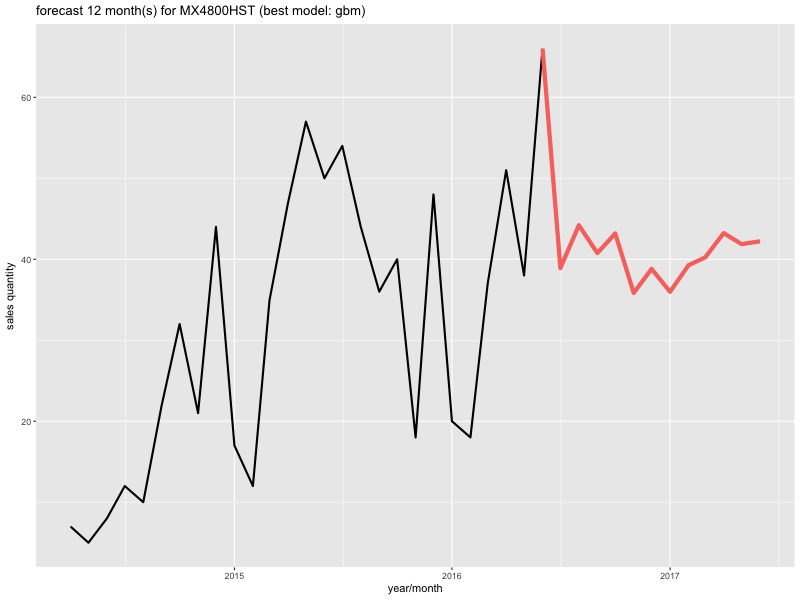 forecast 12 month(s) for MX4800HST (best model: gbm)
60
40
20
sales quantity
2015 2016 2017
year/month